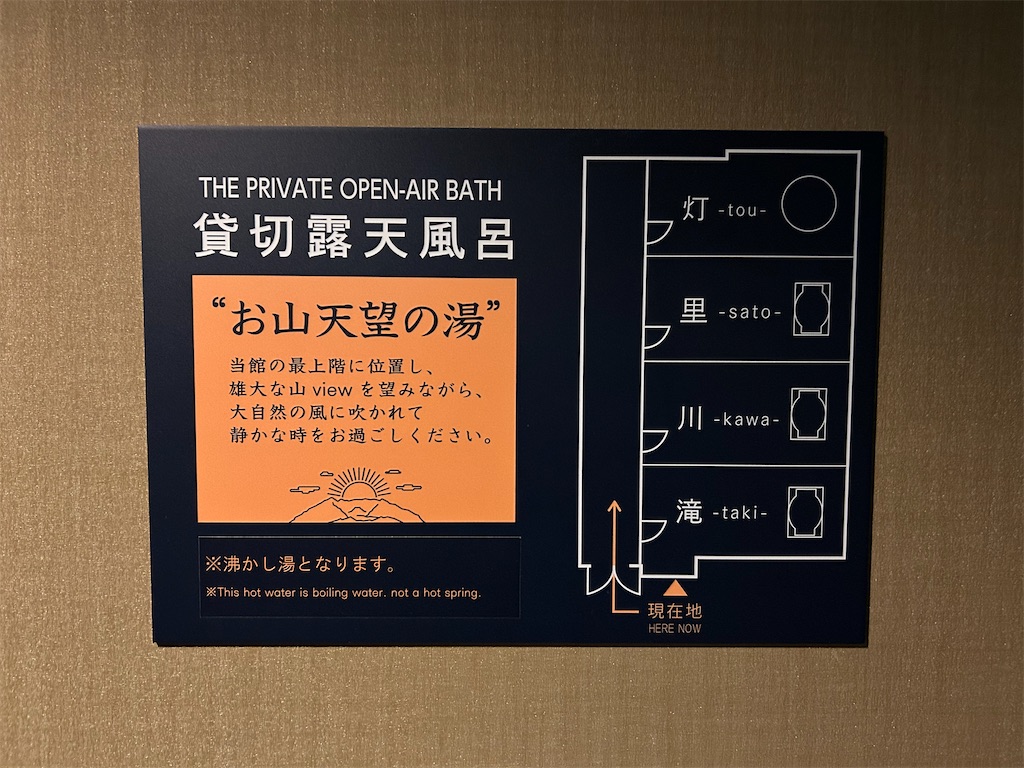 THE PRIVATE OPEN-AIR BATH
貸切露天風呂
“お山天望の湯”
当館の最上階に位置し、
雄大な山 view を望みながら、
大自然の風に吹かれて
静かな時をお過ごしください。
※沸かし湯となります。
※This hot water is boiling water. not a hot spring.
灯 -tou-
里 -sato-
川 -kawa-
滝 -taki-
現在地
HERE NOW